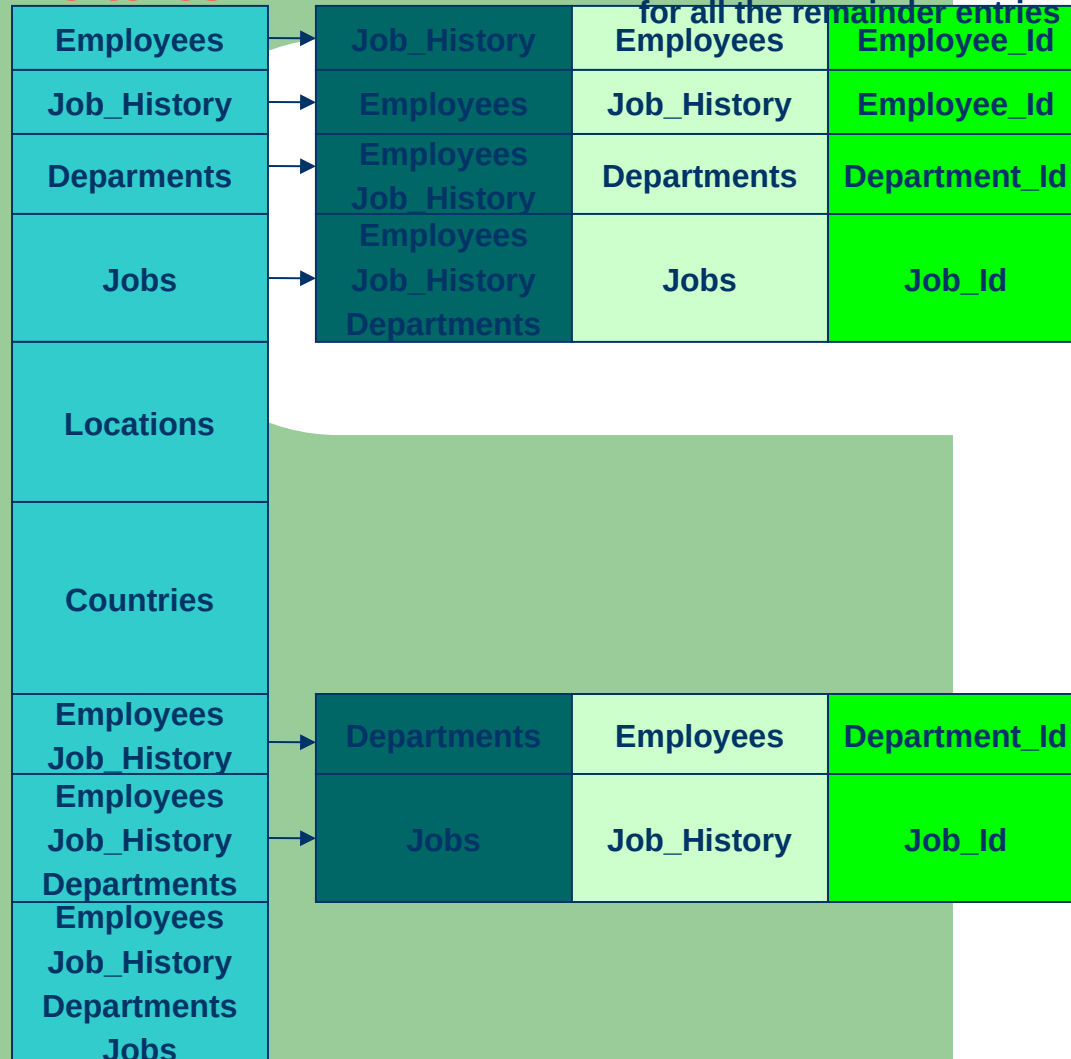 for all the remainder entries
Employees Job_History Employees Employee_Id
Job_History Employees Job_History Employee_Id
Employees
Deparments Departments Department_Id
Job_History
Employees
Jobs Job_History Jobs Job_Id
Departments
Locations
Countries
Employees
Departments Employees Department_Id
Job_History
Employees
Job_History Jobs Job_History Job_Id
Departments
Employees
Job_History
Departments
Jobs